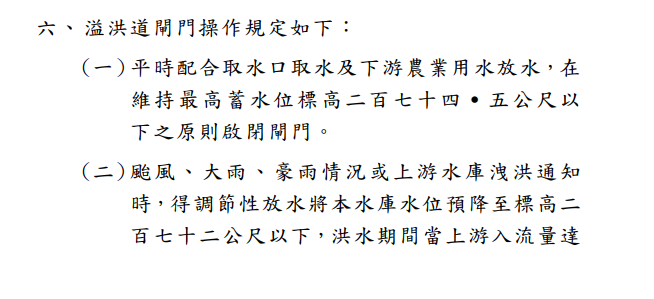 六、溢洪道閘門操作規定如下：
(一)平時配合取水口取水及下游農業用水放水，在
維持最高蓄水位標高二百七十四•五公尺以
下之原則啟閉閘門。
(二)颱風、大雨、豪雨情況或上游水庫洩洪通知
時，得調節性放水將本水庫水位預降至標高二
百七十二公尺以下，洪水期間當上游入流量達